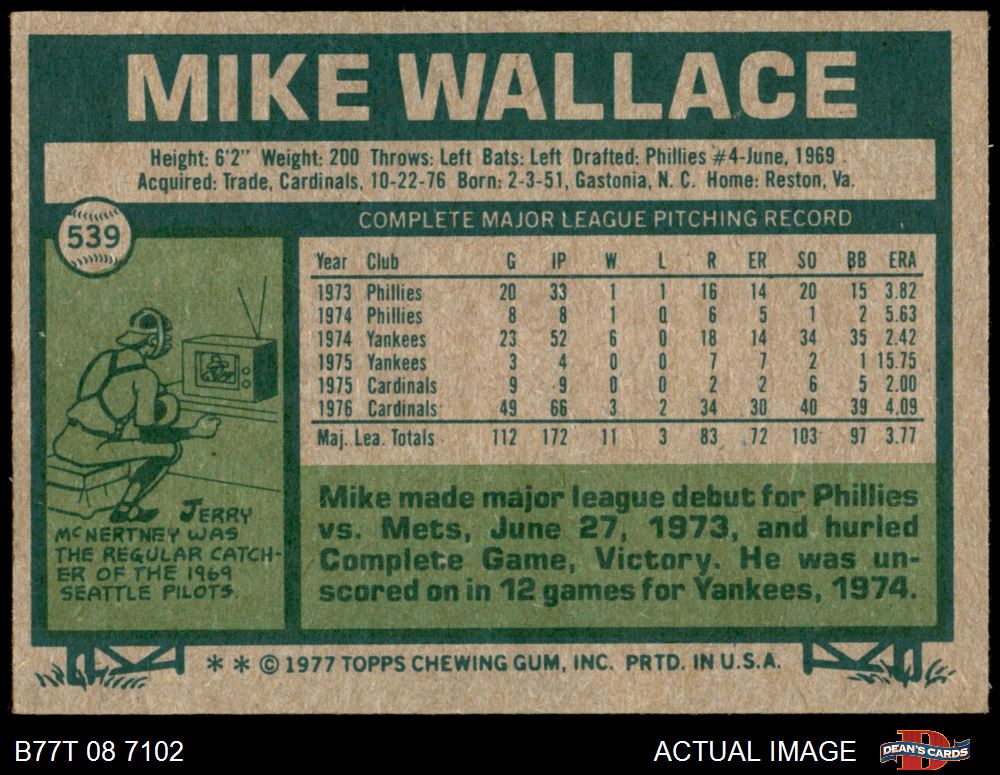 MIKE WALLACE
Height: 6'2" Weight: 200 Throws: Left Bats: Left Drafted: Phillies #4-June, 1969.
Acquired: Trade, Cardinals, 10-22-76 Born: 2-3-51, Gastonia, N. C. Home: Reston, Va.
539
COMPLETE MAJOR LEAGUE PITCHING RECORD
Year Club G IP W L R ER SO BB ERA
1973 Phillies 20 33 1 1 16 14 20 15 3.82
1974 Phillies 8 8 1 0 6 5 1 2 5.63
1974 Yankees 23 52 6 0 18 14 34 35 2.42
1975 Yankees 3 4 0 0 7 7 2 1 15.75
1975 Cardinals 9 9 0 0 2 2 6 5 2.00
1976 Cardinals 49 66 3 2 34 30 40 39 4.09
Maj. Lea. Totals 112 172 11 3 83 72 103 97 3.77
JERRY
MCNERTNEY WAS
THE REGULAR CATCH-
ER OF THE 1969
SEATTLE PILOTS.
Mike made major league debut for Phillies
vs. Mets, June 27, 1973, and hurled
Complete Game, Victory. He was un-
scored on in 12 games for Yankees, 1974.
* * © 1977 TOPPS CHEWING GUM, INC. PRTD. IN U.S.A.
B77T 08 7102
ACTUAL IMAGE
DEAN'S CARDS